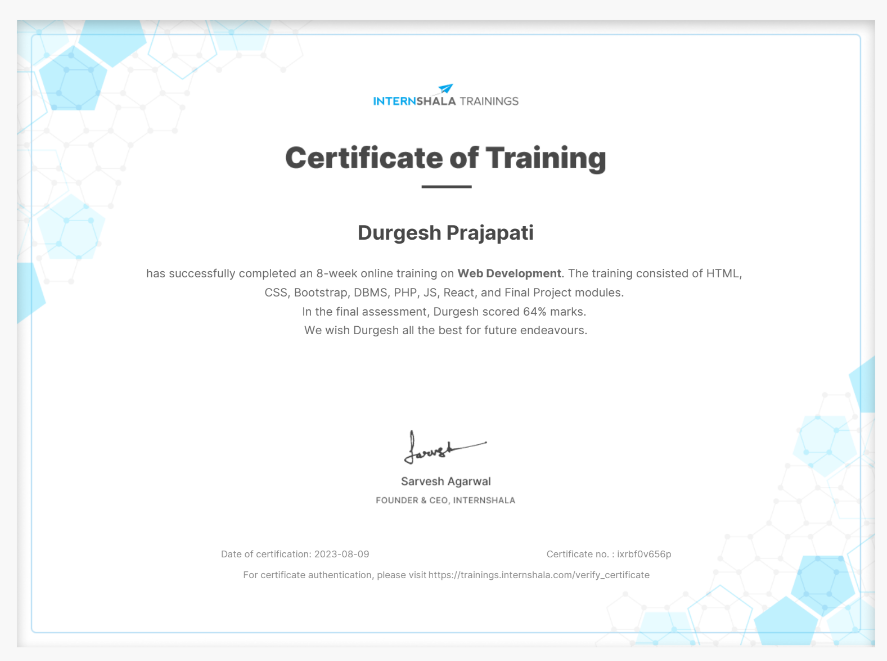 INTERNSHALA TRAININGS
Certificate of Training
Durgesh Prajapati
has successfully completed an 8-week online training on Web Development. The training consisted of HTML,
CSS, Bootstrap, DBMS, PHP, JS, React, and Final Project modules.
In the final assessment, Durgesh scored 64% marks.
We wish Durgesh all the best for future endeavours.
Sarvesh
Sarvesh Agarwal
FOUNDER & CEO, INTERNSHALA
Date of certification: 2023-08-09
Certificate no. : ixrbf0v656p
For certificate authentication, please visit https://trainings.internshala.com/verify_certificate